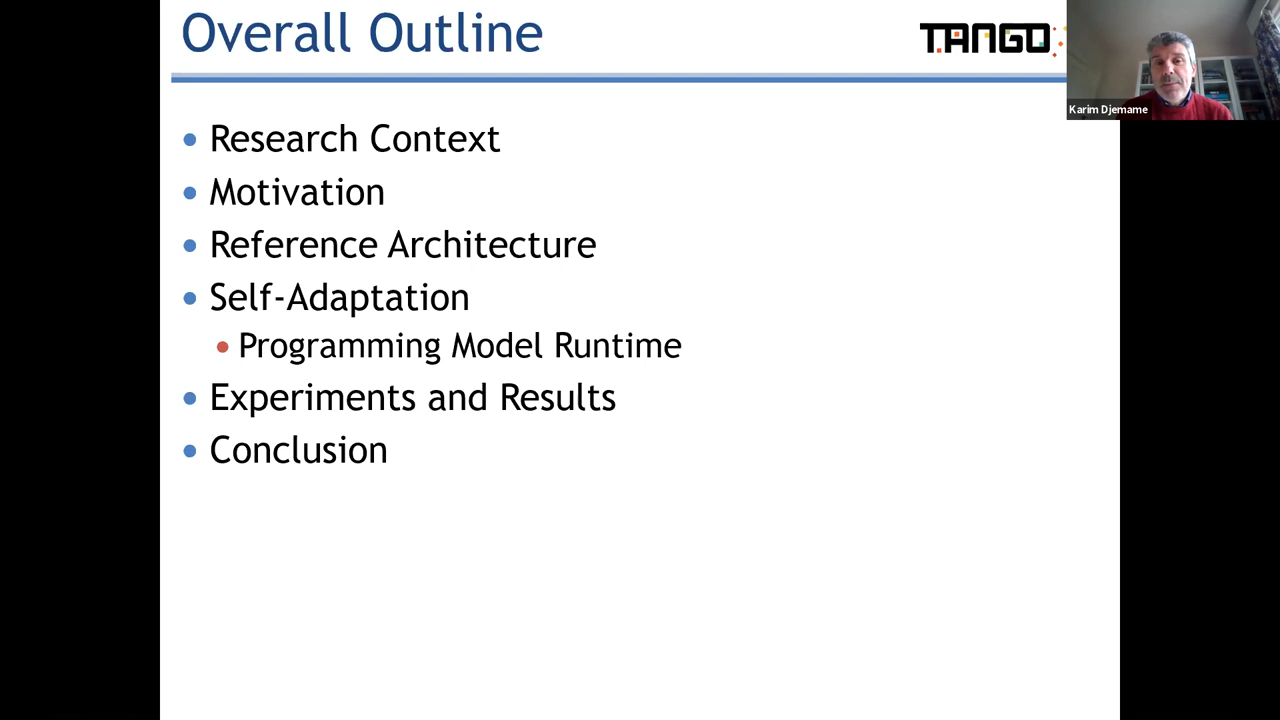 Overall Outline
TANGO
Karim Djemame
Research Context
Motivation
Reference Architecture
Self-Adaptation
Programming Model Runtime
Experiments and Results
Conclusion